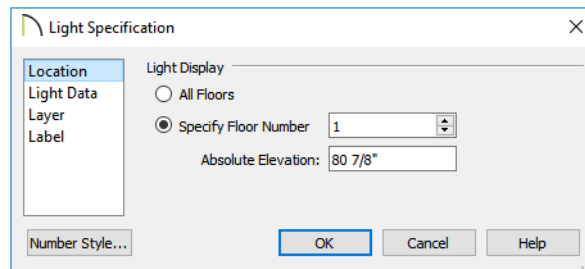 Light Specification
Location
Light Data
Layer
Label
Light Display
All Floors
Specify Floor Number 1
Absolute Elevation: 80 7/8"
Number Style... OK Cancel Help